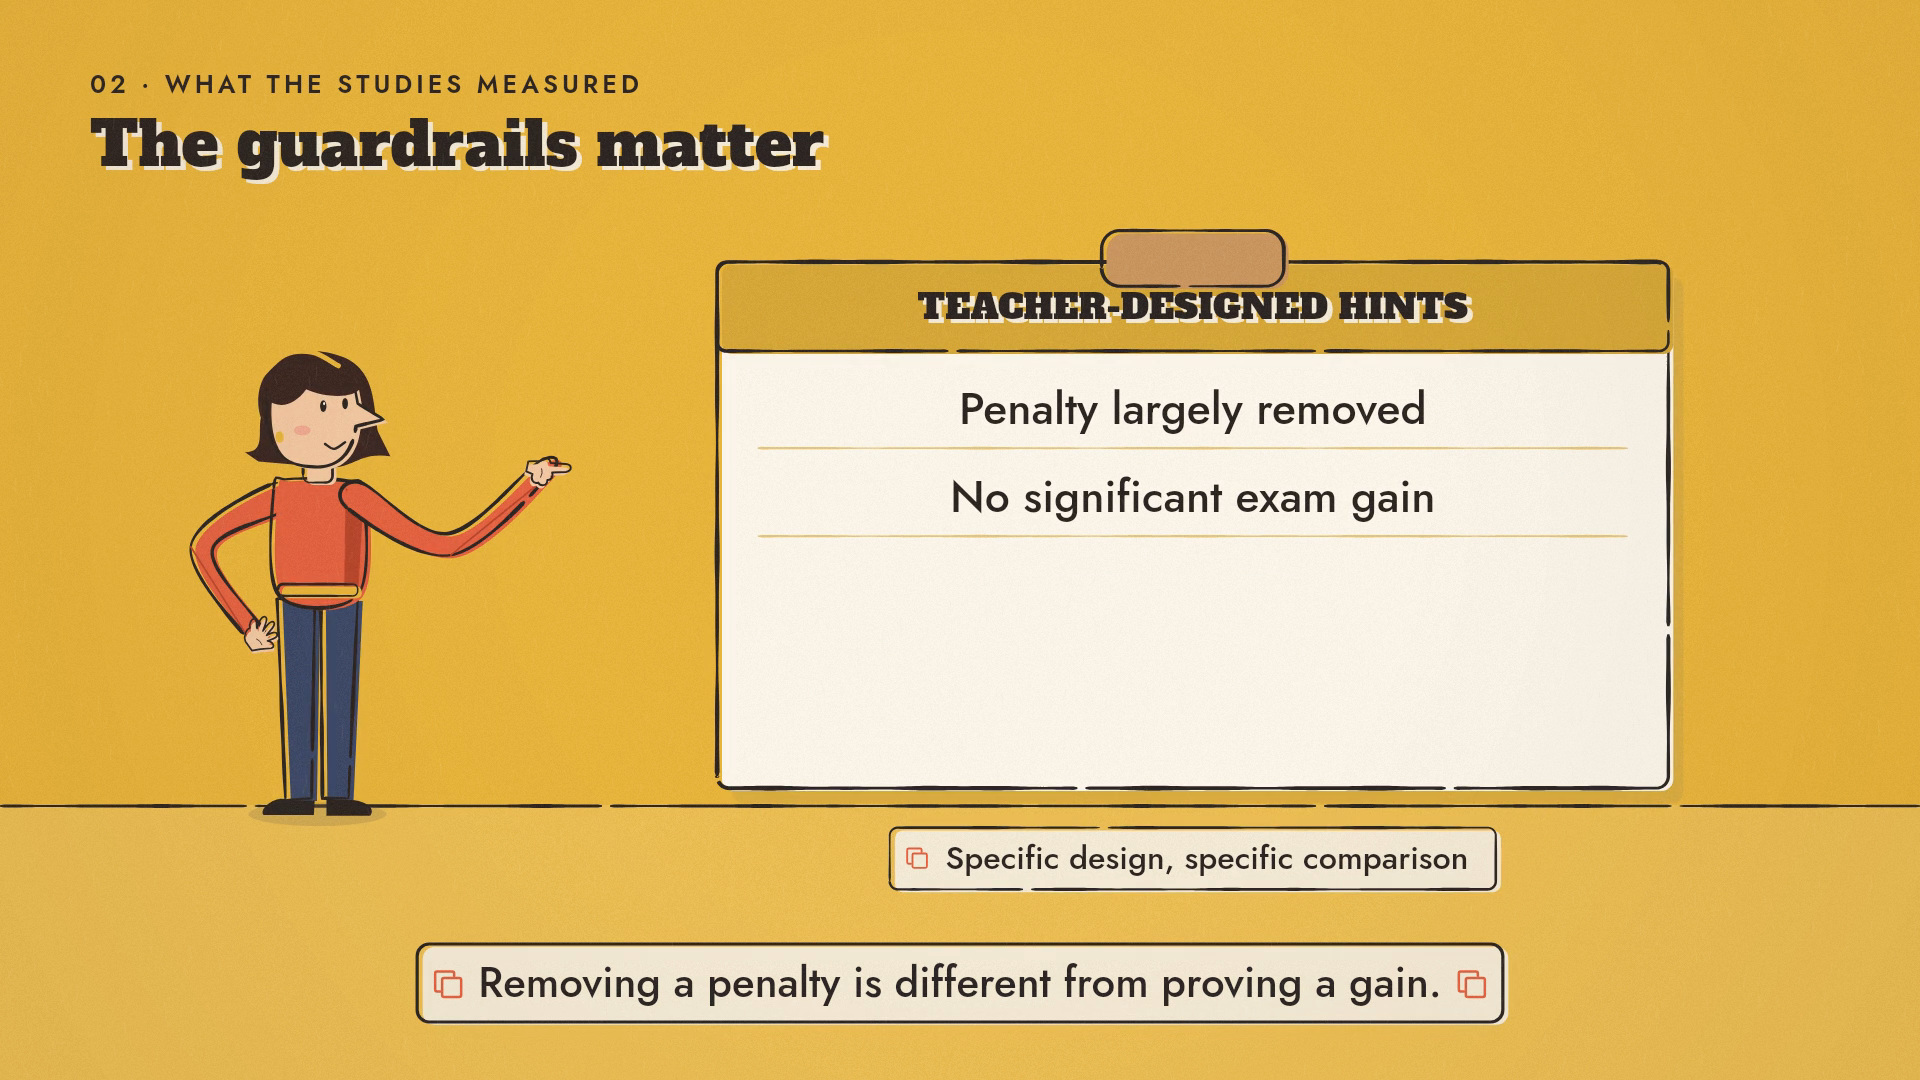 02 · WHAT THE STUDIES MEASURED
The guardrails matter
TEACHER-DESIGNED HINTS
Penalty largely removed
No significant exam gain
Specific design, specific comparison
Removing a penalty is different from proving a gain.